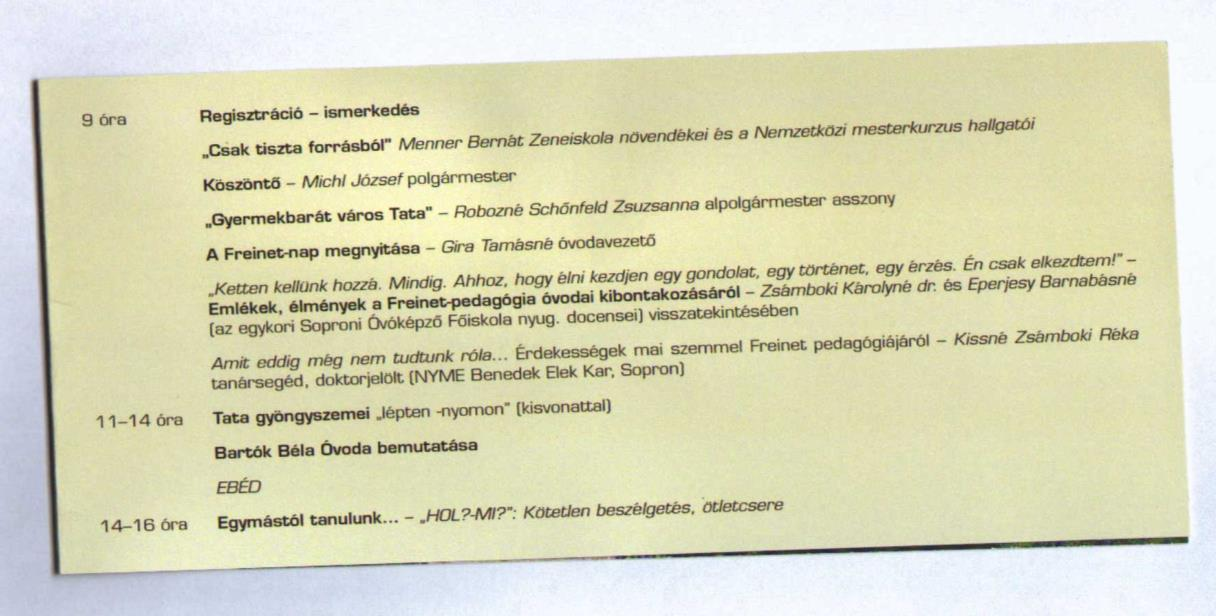 9 óra Regisztráció – ismerkedés
„Csak tiszta forrásból" Menner Bernát Zeneiskola növendékei és a Nemzetközi mesterkurzus hallgatói
Köszöntő – Michl József polgármester
„Gyermekbarát város Tata" – Robozné Schőnfeld Zsuzsanna alpolgármester asszony
A Freinet-nap megnyitása – Gira Tamásné óvodavezető
„Ketten kellünk hozzá. Mindig. Ahhoz, hogy élni kezdjen egy gondolat, egy történet, egy érzés. Én csak elkezdtem!" –
Emlékek, élmények a Freinet-pedagógia óvodai kibontakozásáról – Zsámboki Károlyné dr. és Eperjesy Barnabásné
(az egykori Soproni Óvóképző Főiskola nyug. docensei) visszatekintésében
Amit eddig még nem tudtunk róla... Érdekességek mai szemmel Freinet pedagógiájáról – Kissné Zsámboki Réka
tanársegéd, doktorjelölt (NYME Benedek Elek Kar, Sopron)
11–14 óra Tata gyöngyszemei „lépten -nyomon" (kisvonattal)
Bartók Béla Óvoda bemutatása
EBÉD
14–16 óra Egymástól tanulunk... – „HOL?-MI?": Kötetlen beszélgetés, ötletcsere